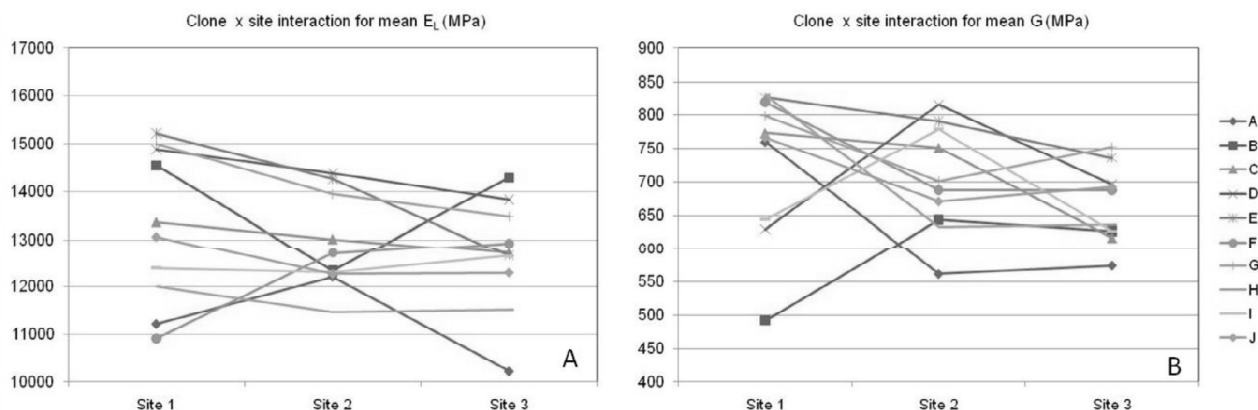 Clone x site interaction for mean EL (MPa)
17000
16000
15000
14000
13000
12000
11000
10000
Site 1 Site 2 Site 3
A
Clone x site interaction for mean G (MPa)
900
850
800
750
700
650
600
550
500
450
400
Site 1 Site 2 Site 3
B
A
B
C
D
E
F
G
H
I
J